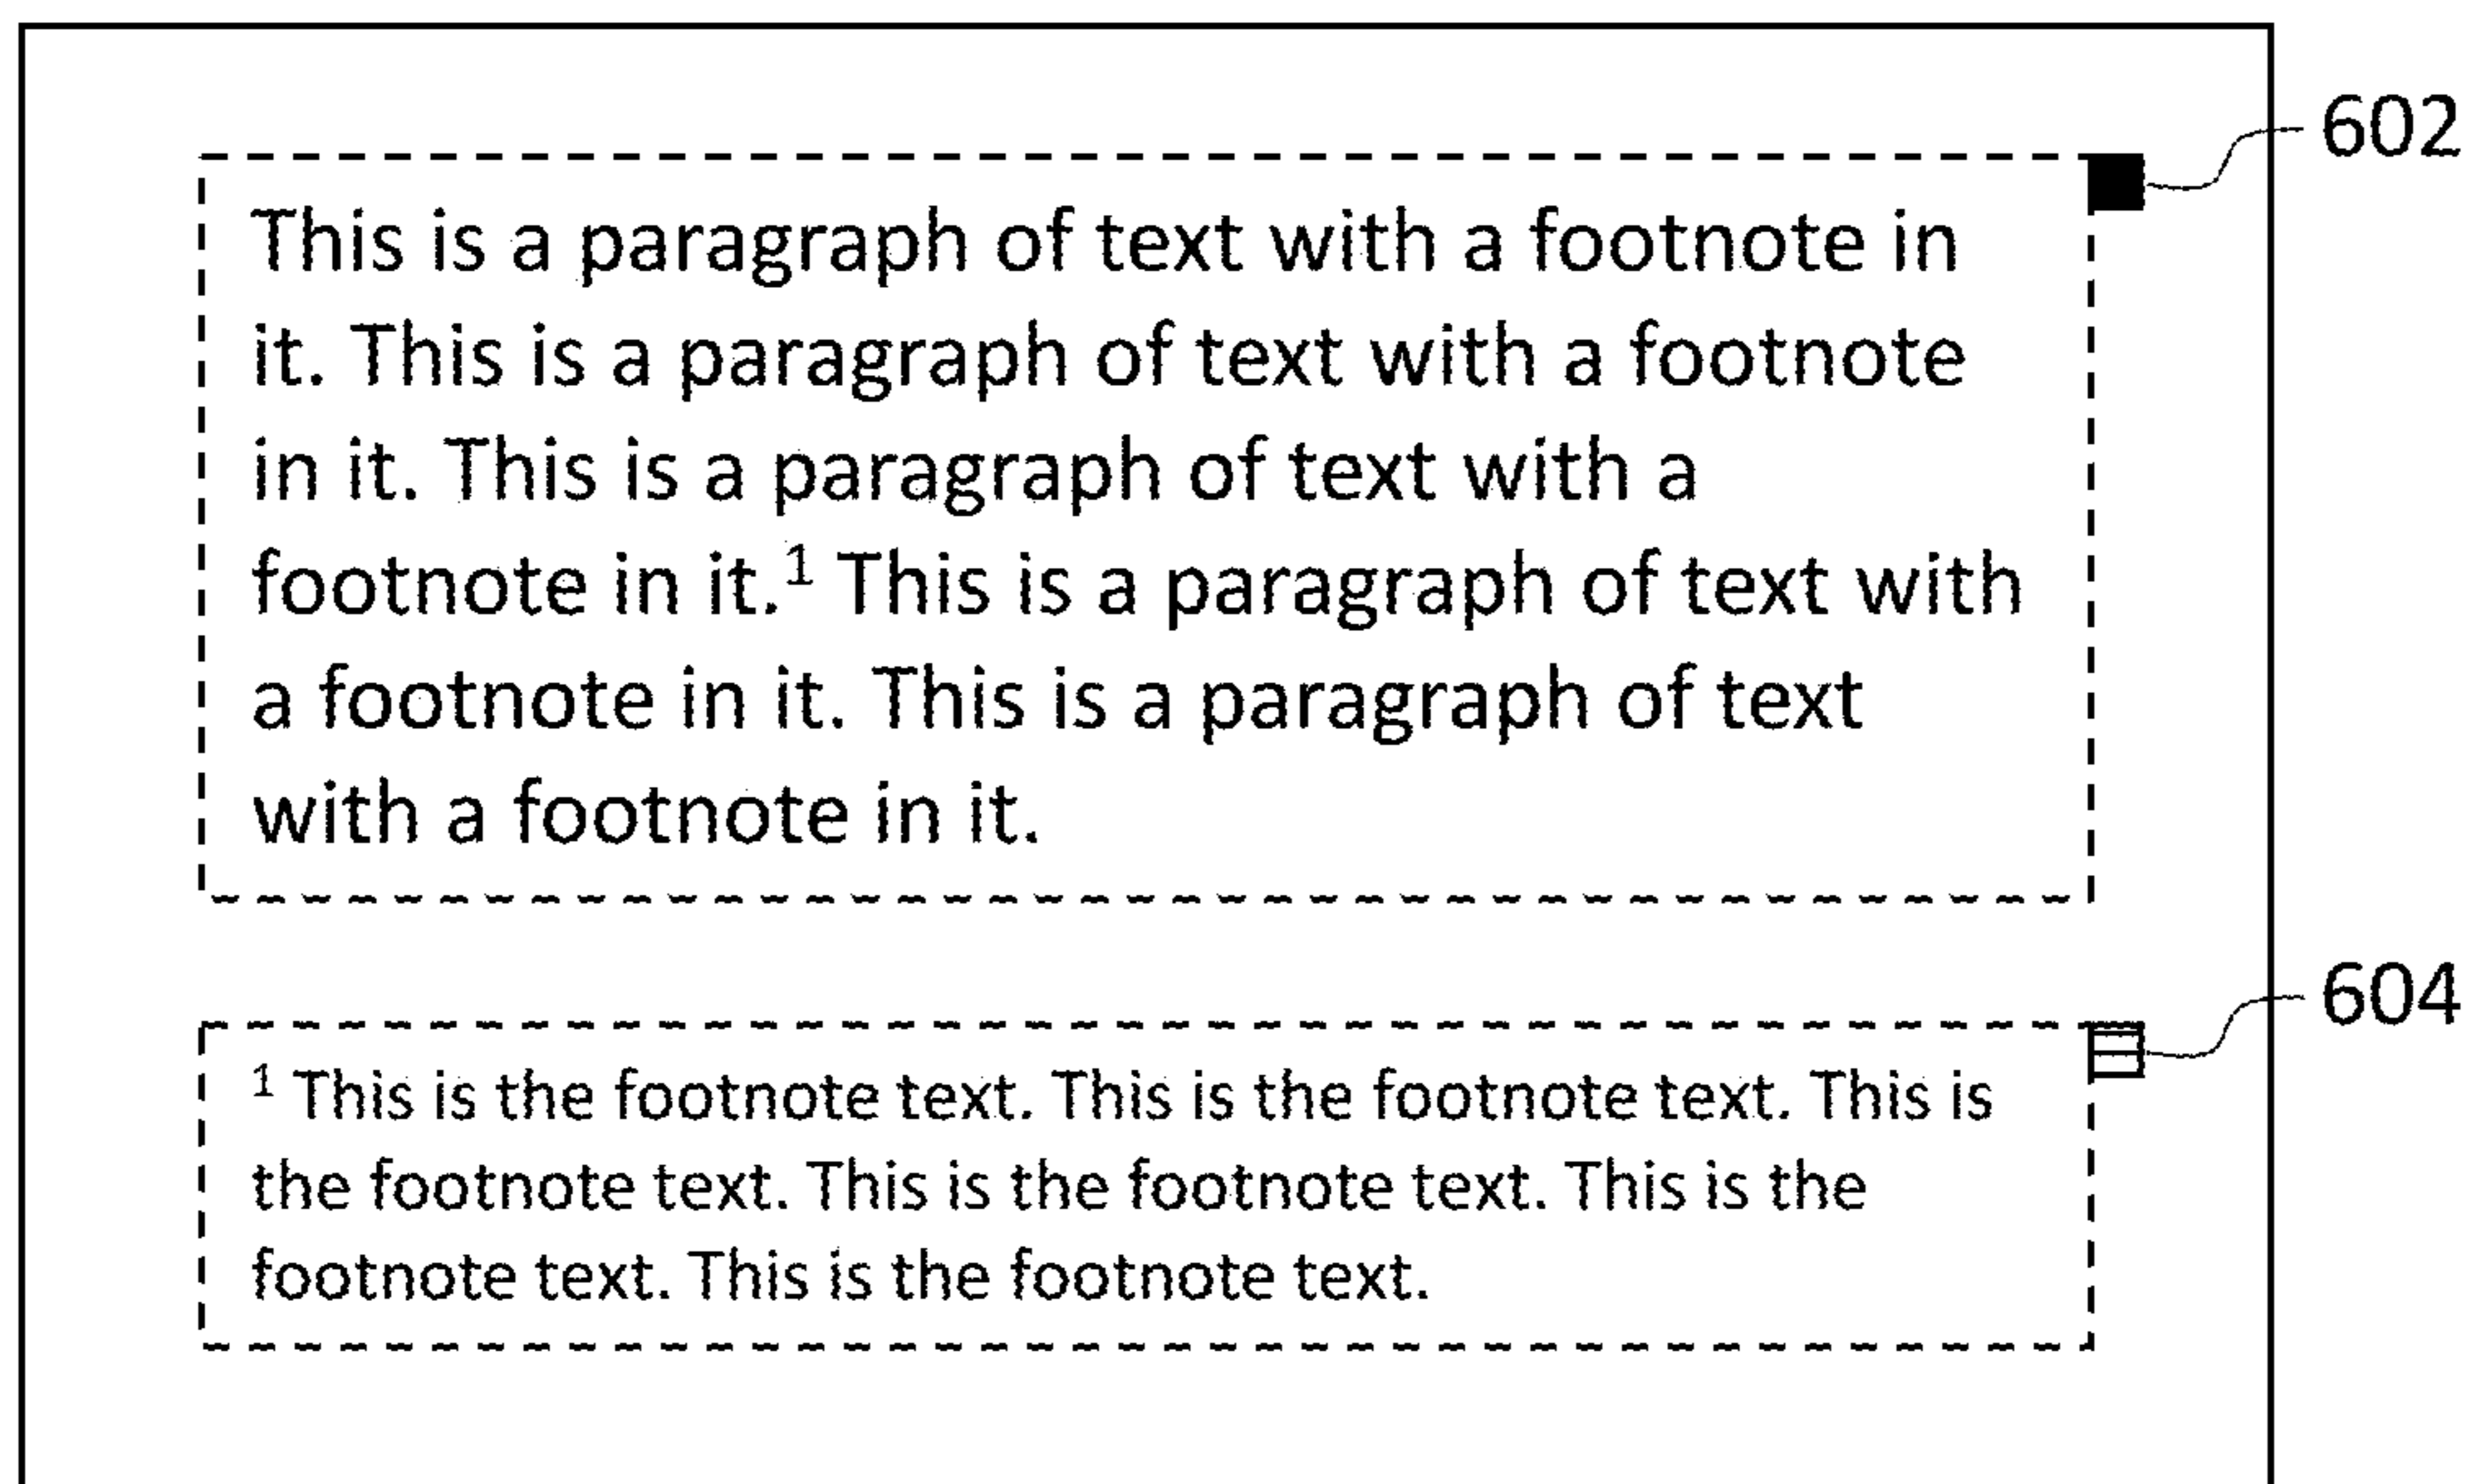 602
This is a paragraph of text with a footnote in
it. This is a paragraph of text with a footnote
in it. This is a paragraph of text with a
footnote in it.¹ This is a paragraph of text with
a footnote in it. This is a paragraph of text
with a footnote in it.
604
¹ This is the footnote text. This is the footnote text. This is
the footnote text. This is the footnote text. This is the
footnote text. This is the footnote text.